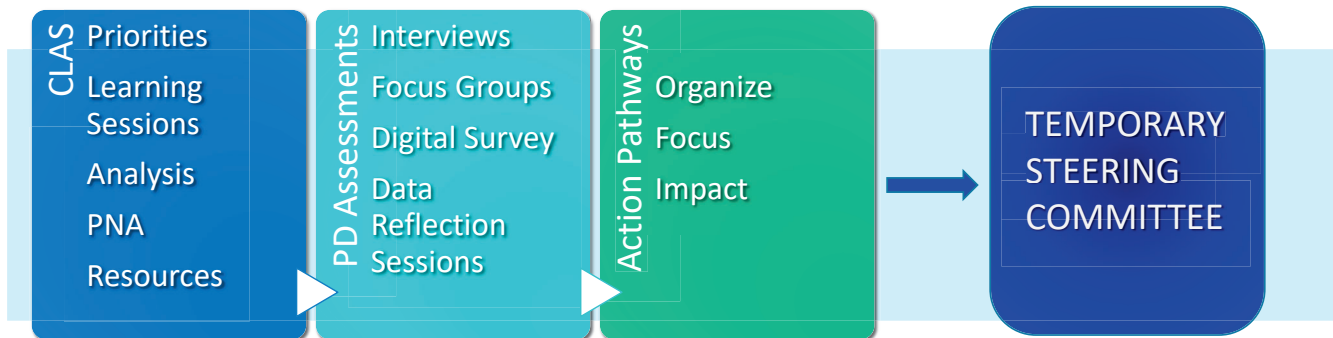 CLAS
Priorities
Learning
Sessions
Analysis
PNA
Resources
PD Assessments
Interviews
Focus Groups
Digital Survey
Data
Reflection
Sessions
Action Pathways
Organize
Focus
Impact
TEMPORARY
STEERING
COMMITTEE